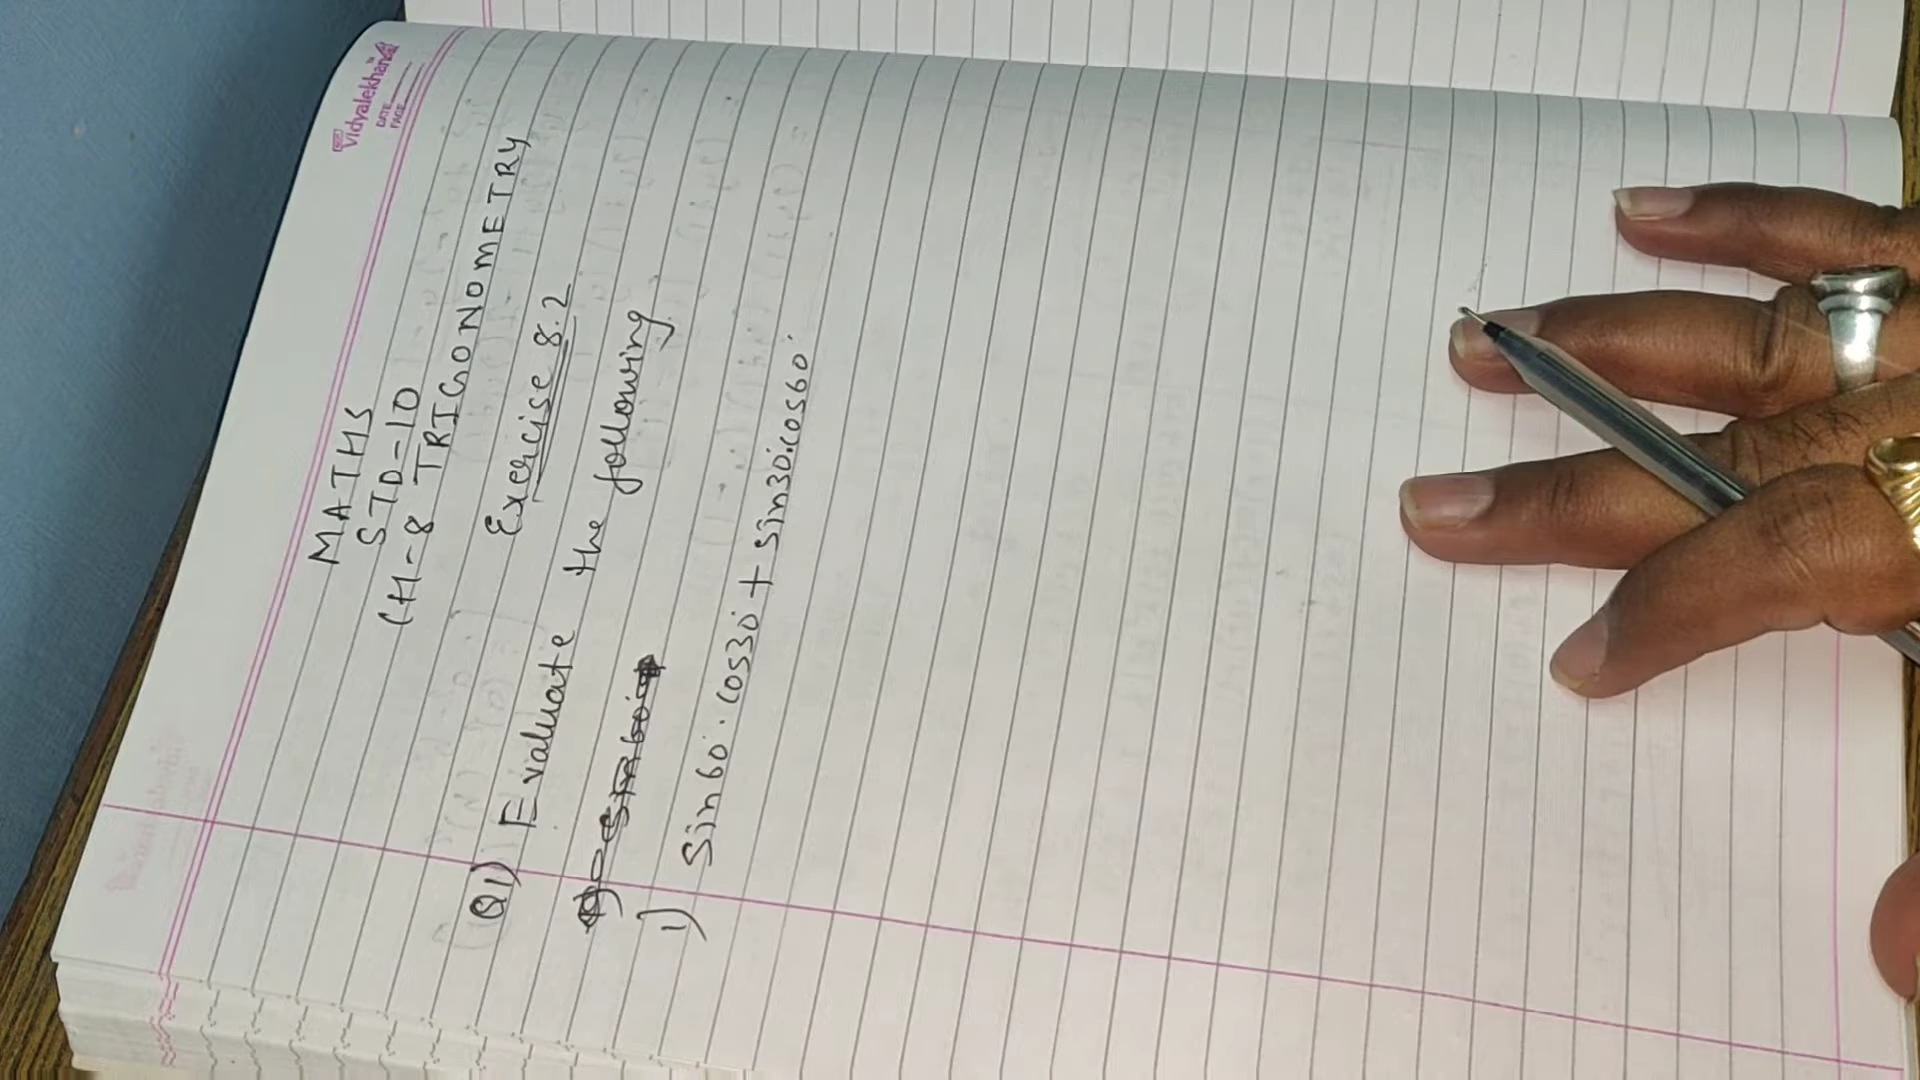 Vidyalekhan
DATE
PAGE
MATHS
STD-10
CH-8 TRIGONOMETRY
Exercise 8.2
Q1) Evaluate the following
1) Sin60°. cos30° + sin30°.cos60°